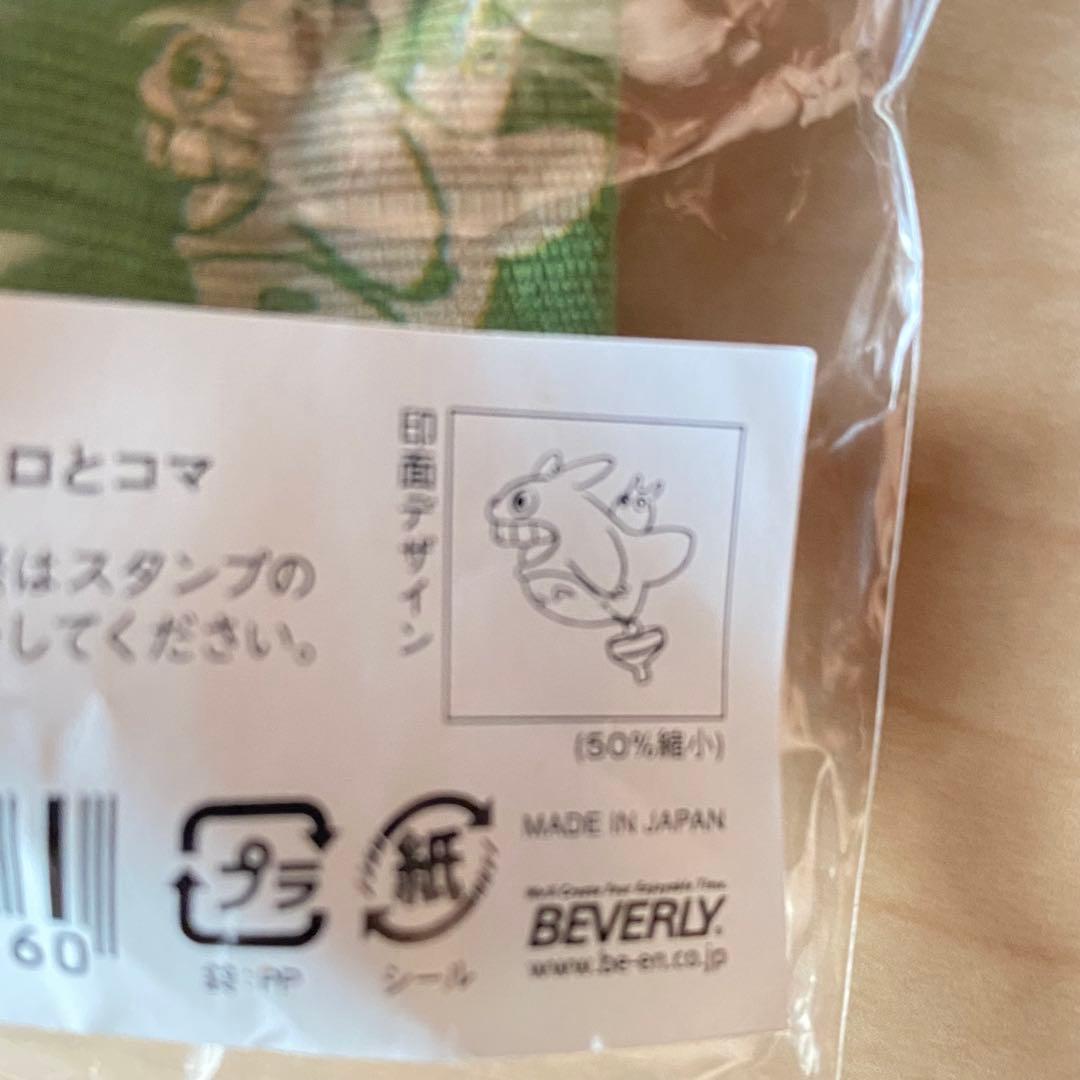 ロとコマ
はスタンプの
してください。
印面デザイン
(50%縮小)
60
プラ
袋:PP
紙
シール
MADE IN JAPAN
BEVERLY.
www.be-en.co.jp